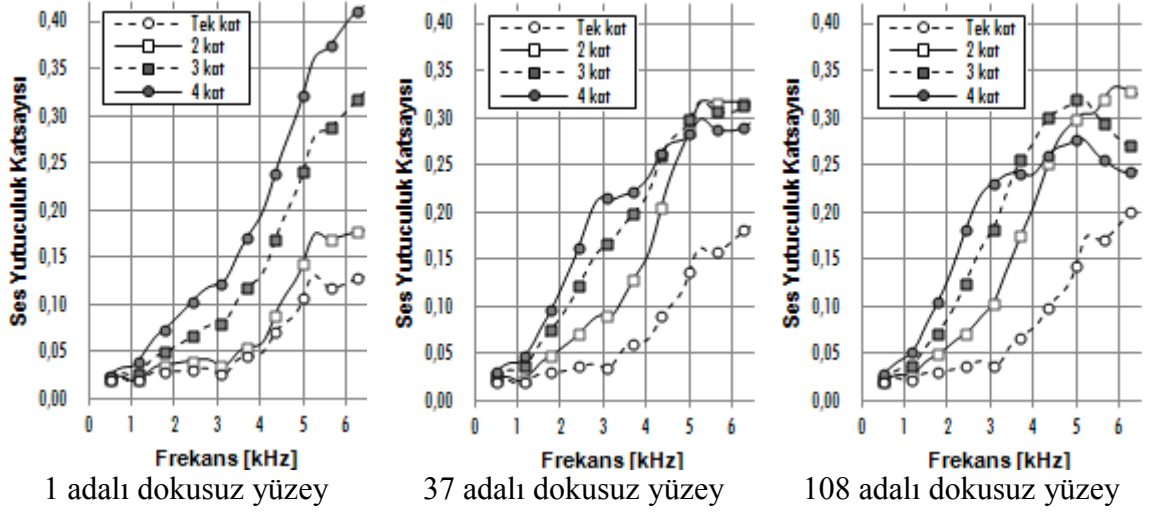 Ses Yutuculuk Katsayısı
0,40
0,35
0,30
0,25
0,20
0,15
0,10
0,05
0,00
Tek kat
2 kat
3 kat
4 kat
0 1 2 3 4 5 6
Frekans [kHz]
1 adalı dokusuz yüzey
Ses Yutuculuk Katsayısı
0,40
0,35
0,30
0,25
0,20
0,15
0,10
0,05
0,00
Tek kat
2 kat
3 kat
4 kat
0 1 2 3 4 5 6
Frekans [kHz]
37 adalı dokusuz yüzey
Ses Yutuculuk Katsayısı
0,40
0,35
0,30
0,25
0,20
0,15
0,10
0,05
0,00
Tek kat
2 kat
3 kat
4 kat
0 1 2 3 4 5 6
Frekans [kHz]
108 adalı dokusuz yüzey